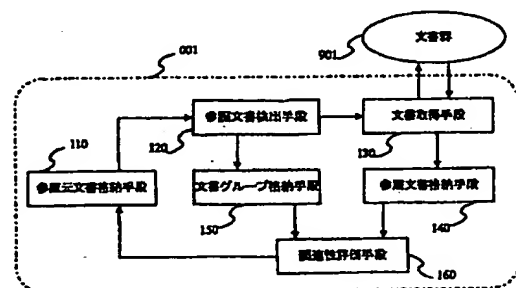 001
文書群
901
110
参照文書検出手段
120
文書取得手段
130
参照元文書格納手段
文書グループ格納手段
150
参照文書格納手段
140
関連性評価手段
160